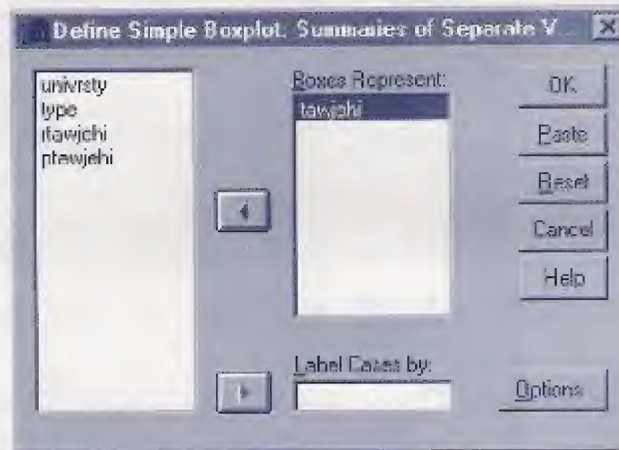 Define Simple Boxplot: Summaries of Separate V...
univrsty
type
rtawjehi
ptawjehi
Boxes Represent:
tawjehi
Label Cases by:
OK
Paste
Reset
Cancel
Help
Options